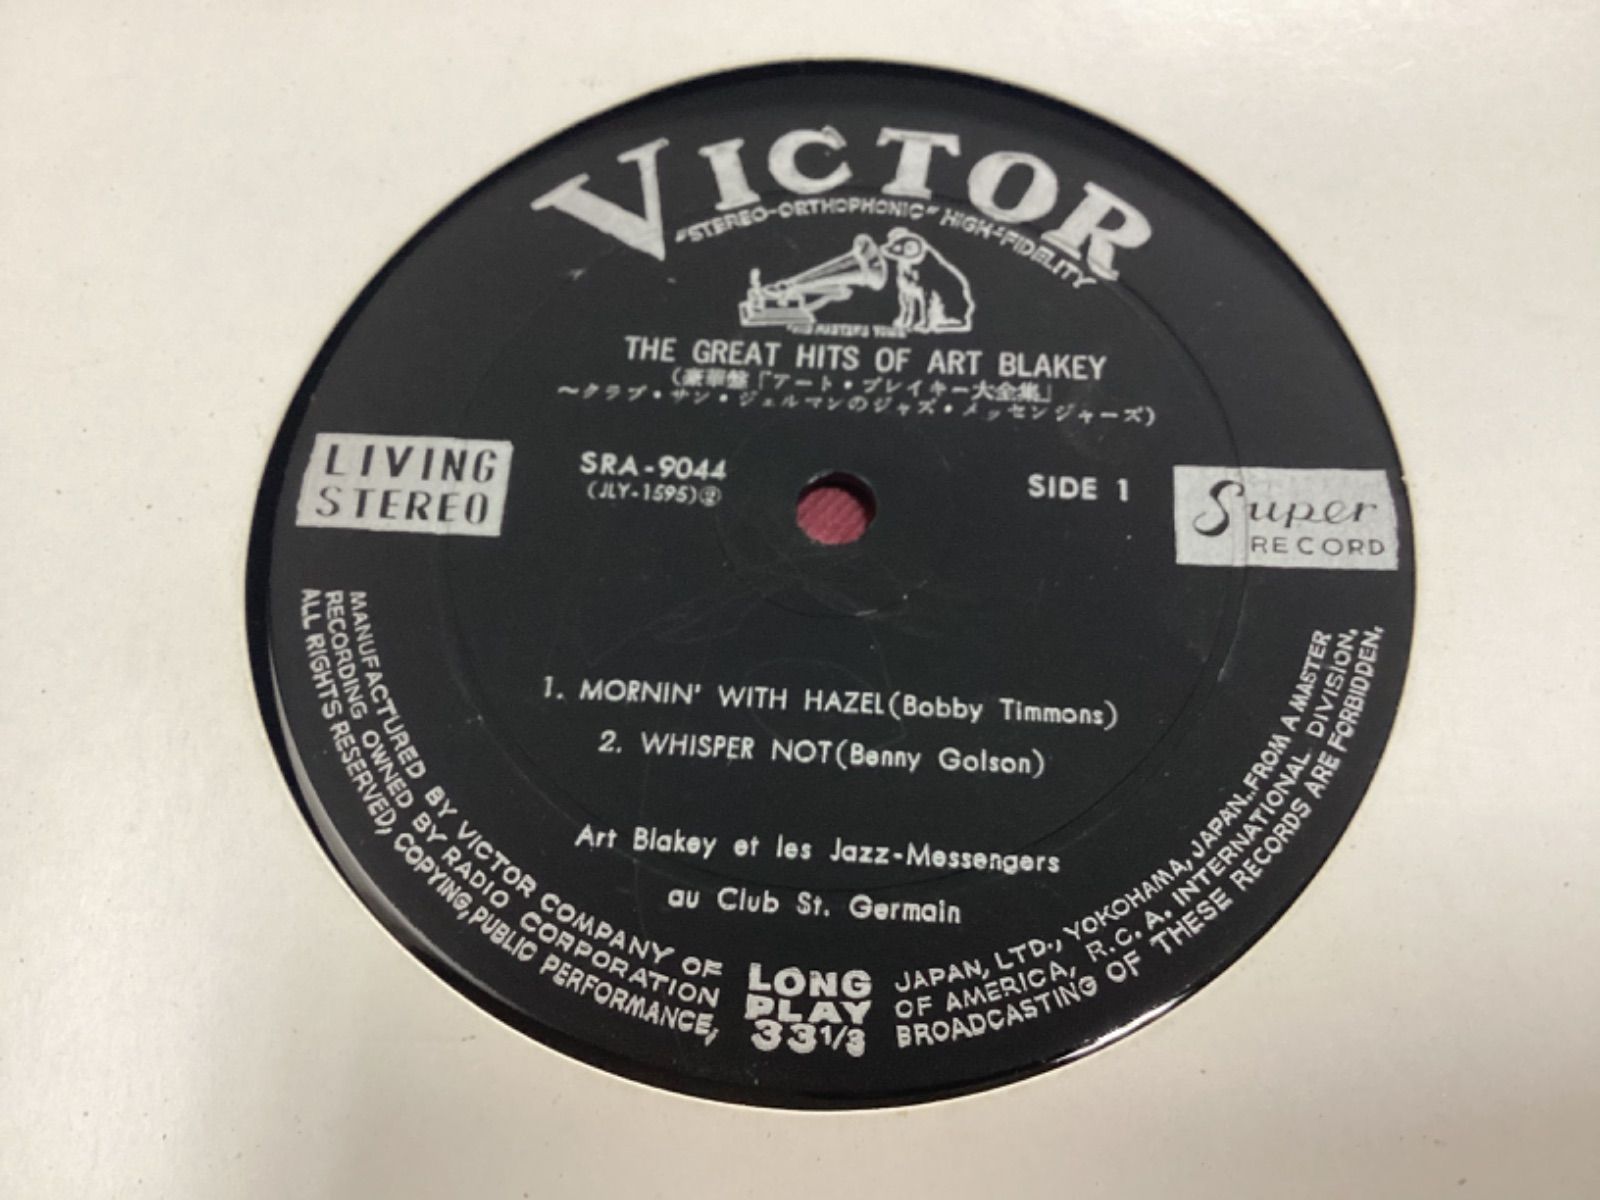 VICTOR
"STEREO-ORTHOPHONIC" HIGH-FIDELITY
"HIS MASTER'S VOICE"
THE GREAT HITS OF ART BLAKEY
(豪華盤「アート・ブレイキー大全集」
〜クラブ・サン・ジェルマンのジャズ・メッセンジャーズ)
LIVING
STEREO
SRA-9044
(JLY-1595)②
SIDE 1
Super
RECORD
1. MORNIN' WITH HAZEL(Bobby Timmons)
2. WHISPER NOT(Benny Golson)
Art Blakey et les Jazz-Messengers
au Club St. Germain
LONG
PLAY
33 1/3
MANUFACTURED BY VICTOR COMPANY OF JAPAN, LTD., YOKOHAMA, JAPAN. FROM A MASTER
RECORDING OWNED BY RADIO CORPORATION OF AMERICA, R.C.A. INTERNATIONAL DIVISION,
ALL RIGHTS RESERVED, COPYING, PUBLIC PERFORMANCE, BROADCASTING OF THESE RECORDS ARE FORBIDDEN.